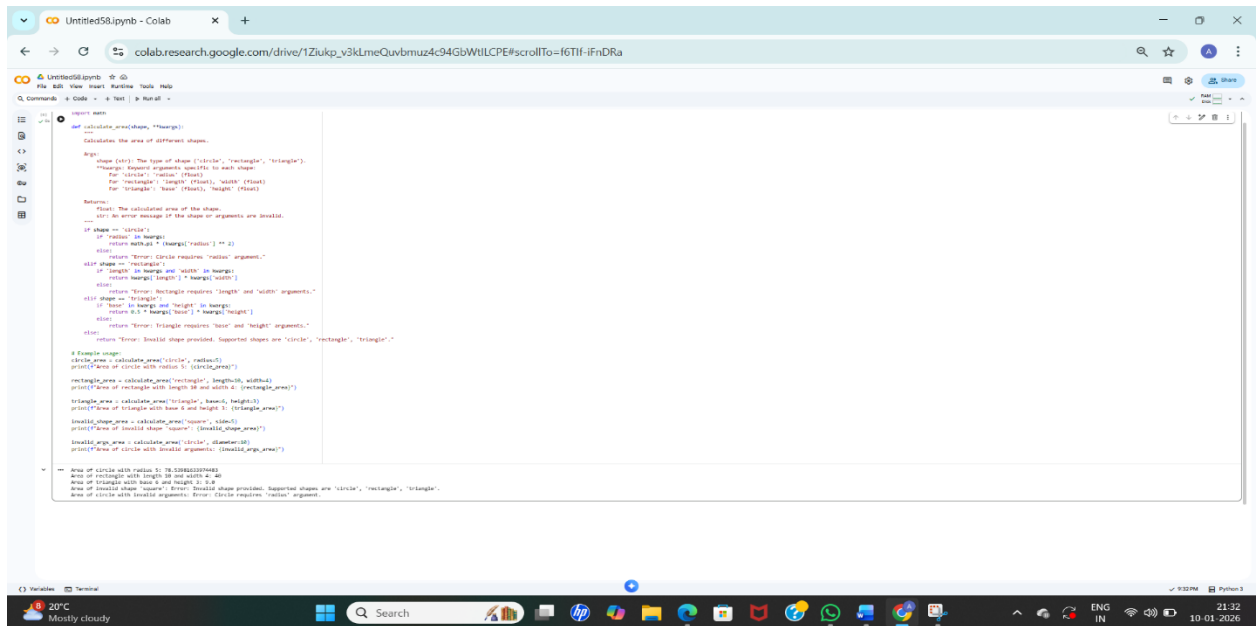 Untitled58.ipynb - Colab
colab.research.google.com/drive/1Ziukp_v3kLmeQuvbmuz4c94GbWtILCPE#scrollTo=f6TIf-iFnDRa
A
Untitled58.ipynb
File Edit View Insert Runtime Tools Help
Share
Commands + Code + Text Run all
RAM
Disk
import math
def calculate_area(shape, **kwargs):
"""
Calculates the area of different shapes.
Args:
shape (str): The type of shape ('circle', 'rectangle', 'triangle').
**kwargs: Keyword arguments specific to each shape:
For 'circle': 'radius' (float)
For 'rectangle': 'length' (float), 'width' (float)
For 'triangle': 'base' (float), 'height' (float)
Returns:
float: The calculated area of the shape.
str: An error message if the shape or arguments are invalid.
"""
if shape == 'circle':
if 'radius' in kwargs:
return math.pi * (kwargs['radius'] ** 2)
else:
return "Error: Circle requires 'radius' argument."
elif shape == 'rectangle':
if 'length' in kwargs and 'width' in kwargs:
return kwargs['length'] * kwargs['width']
else:
return "Error: Rectangle requires 'length' and 'width' arguments."
elif shape == 'triangle':
if 'base' in kwargs and 'height' in kwargs:
return 0.5 * kwargs['base'] * kwargs['height']
else:
return "Error: Triangle requires 'base' and 'height' arguments."
else:
return "Error: Invalid shape provided. Supported shapes are 'circle', 'rectangle', 'triangle'."
# Example usage:
circle_area = calculate_area('circle', radius=5)
print(f"Area of circle with radius 5: {circle_area}")
rectangle_area = calculate_area('rectangle', length=10, width=4)
print(f"Area of rectangle with length 10 and width 4: {rectangle_area}")
triangle_area = calculate_area('triangle', base=6, height=3)
print(f"Area of triangle with base 6 and height 3: {triangle_area}")
invalid_shape_area = calculate_area('square', side=5)
print(f"Area of invalid shape 'square': {invalid_shape_area}")
invalid_args_area = calculate_area('circle', diameter=10)
print(f"Area of circle with invalid arguments: {invalid_args_area}")
Area of circle with radius 5: 78.53981633974483
Area of rectangle with length 10 and width 4: 40
Area of triangle with base 6 and height 3: 9.0
Area of invalid shape 'square': Error: Invalid shape provided. Supported shapes are 'circle', 'rectangle', 'triangle'.
Area of circle with invalid arguments: Error: Circle requires 'radius' argument.
Variables Terminal
9:32 PM Python 3
8
20°C
Mostly cloudy
Search
hp
ENG
IN
21:32
10-01-2026